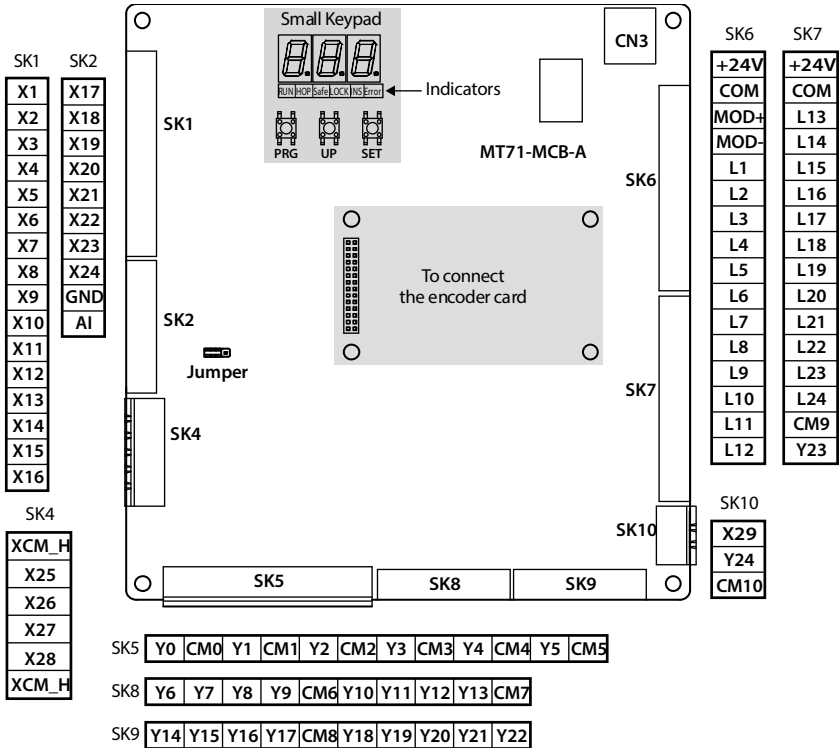 Small Keypad
8.8.8.
RUN HOP Safe LOCK INS Error
Indicators
PRG UP SET
CN3
MT71-MCB-A
SK1
SK2
SK4
SK5
SK8
SK9
SK6
SK7
SK10
Jumper
To connect
the encoder card
SK1
X1
X2
X3
X4
X5
X6
X7
X8
X9
X10
X11
X12
X13
X14
X15
X16
SK2
X17
X18
X19
X20
X21
X22
X23
X24
GND
AI
SK4
XCM_H
X25
X26
X27
X28
XCM_H
SK6
+24V
COM
MOD+
MOD-
L1
L2
L3
L4
L5
L6
L7
L8
L9
L10
L11
L12
SK7
+24V
COM
L13
L14
L15
L16
L17
L18
L19
L20
L21
L22
L23
L24
CM9
Y23
SK10
X29
Y24
CM10
SK5 Y0 CM0 Y1 CM1 Y2 CM2 Y3 CM3 Y4 CM4 Y5 CM5
SK8 Y6 Y7 Y8 Y9 CM6 Y10 Y11 Y12 Y13 CM7
SK9 Y14 Y15 Y16 Y17 CM8 Y18 Y19 Y20 Y21 Y22